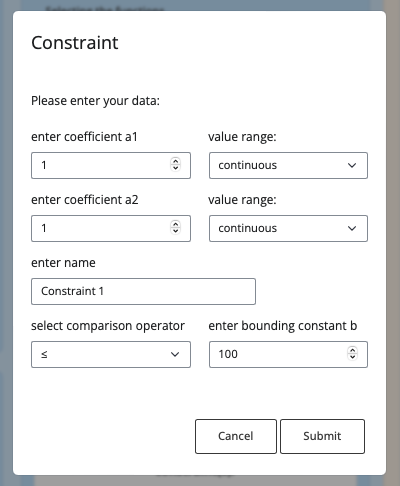 Constraint
Please enter your data:
enter coefficient a1 value range:
1 continuous
enter coefficient a2 value range:
1 continuous
enter name
Constraint 1
select comparison operator enter bounding constant b
≤ 100
Cancel Submit